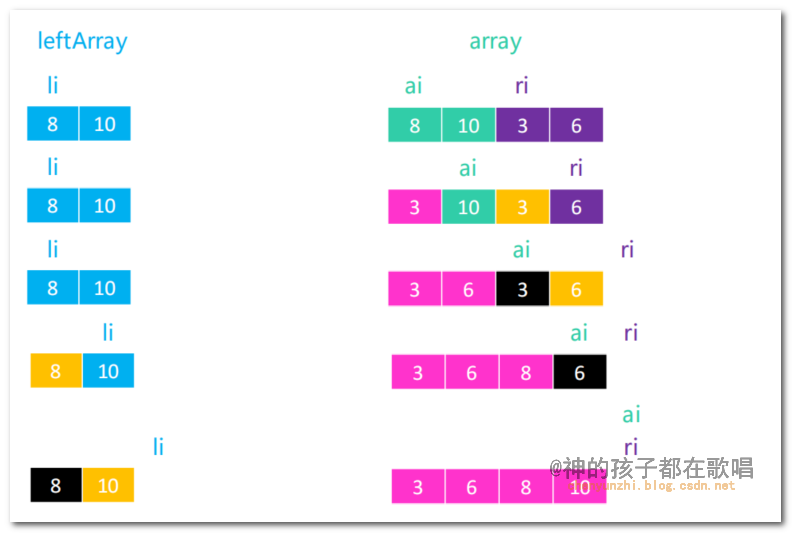 leftArray array
li ai ri
8 10 8 10 3 6
li ai ri
8 10 3 10 3 6
li ai ri
8 10 3 6 3 6
li ai ri
8 10 3 6 8 6
ai
li ri
@神的孩子都在歌唱
8 10 3 6 8 10
yunzhi.blog.csdn.net